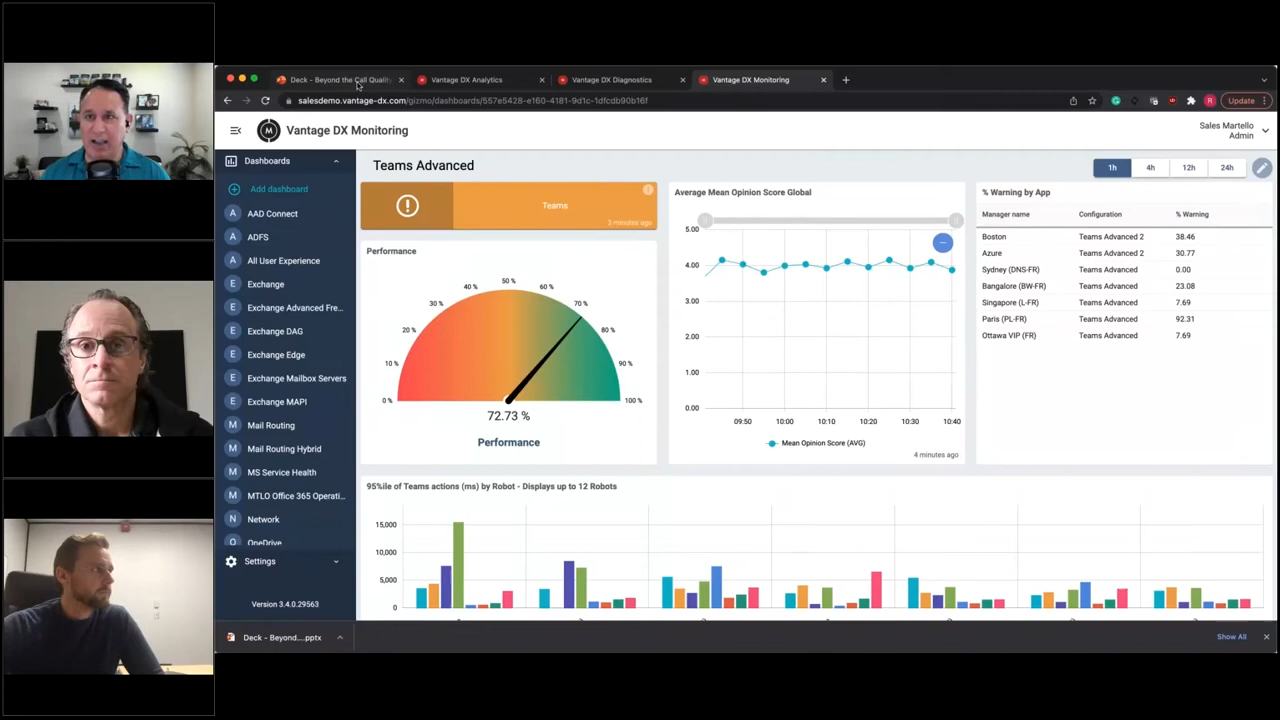 Deck - Beyond the Call Quali
Vantage DX Analytics
Vantage DX Diagnostics
Vantage DX Monitoring
salesdemo.vantage-dx.com/gizmo/dashboards/557e5428-e160-4181-9d1c-1dfcdb90b16f
R
Update
M
Vantage DX Monitoring
Sales Martello
Admin
Dashboards
Add dashboard
A AAD Connect
A ADFS
A All User Experience
E Exchange
E Exchange Advanced Fre...
E Exchange DAG
E Exchange Edge
E Exchange Mailbox Servers
E Exchange MAPI
M Mail Routing
M Mail Routing Hybrid
M MS Service Health
M MTLO Office 365 Operati...
N Network
O OneDrive
Settings
Version 3.4.0.29563
Teams Advanced
1h 4h 12h 24h
Teams
3 minutes ago
Performance
0 % 10 % 20 % 30 % 40 % 50 % 60 % 70 % 80 % 90 % 100 %
72.73 %
Performance
Average Mean Opinion Score Global
5.00
4.00
3.00
2.00
1.00
0.00
09:50 10:00 10:10 10:20 10:30 10:40
Mean Opinion Score (AVG)
4 minutes ago
% Warning by App
Manager name Configuration % Warning
Boston Teams Advanced 2 38.46
Azure Teams Advanced 2 30.77
Sydney (DNS-FR) Teams Advanced 0.00
Bangalore (BW-FR) Teams Advanced 23.08
Singapore (L-FR) Teams Advanced 7.69
Paris (PL-FR) Teams Advanced 92.31
Ottawa VIP (FR) Teams Advanced 7.69
95%ile of Teams actions (ms) by Robot - Displays up to 12 Robots
15,000
10,000
5,000
0
Deck - Beyond....pptx
Show All